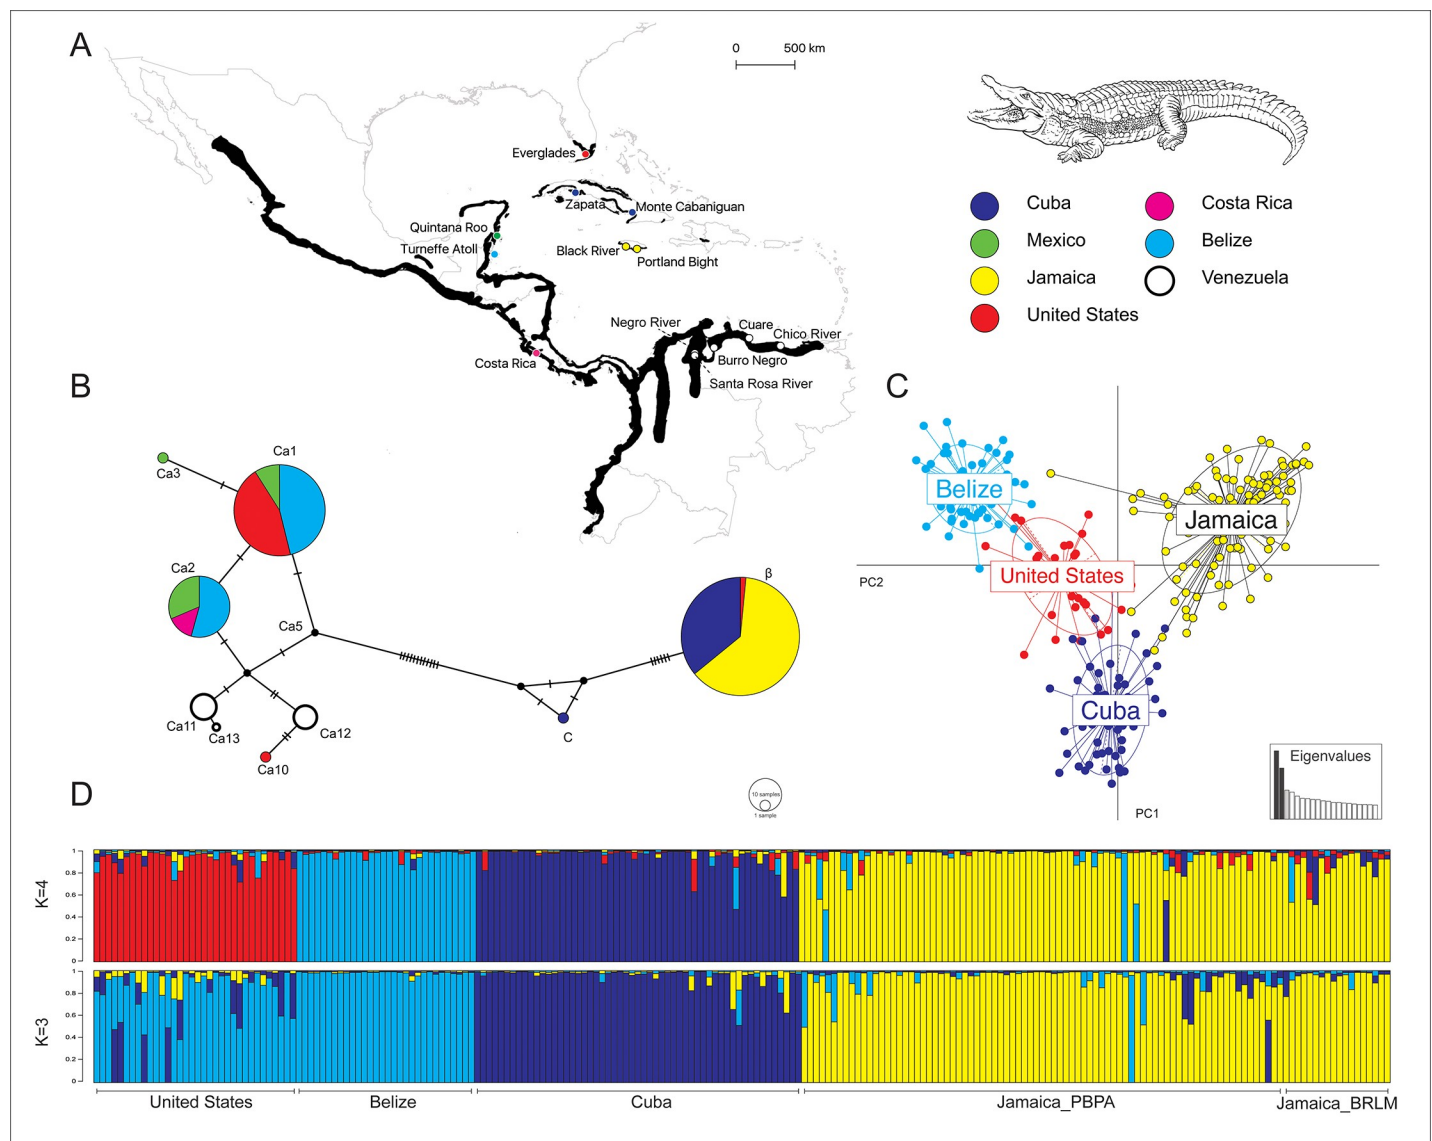 A
0 500 km
Everglades
Zapata
Monte Cabaniguan
Quintana Roo
Turneffe Atoll
Black River
Portland Bight
Negro River
Cuare
Chico River
Burro Negro
Santa Rosa River
Costa Rica
Cuba
Mexico
Jamaica
United States
Costa Rica
Belize
Venezuela
B
Ca3
Ca1
Ca2
Ca5
Ca11
Ca13
Ca12
Ca10
C
β
10 samples
1 sample
C
Belize
Jamaica
United States
Cuba
PC2
PC1
Eigenvalues
D
K=4
1
0.8
0.6
0.4
0.2
0
K=3
1
0.8
0.6
0.4
0.2
0
United States
Belize
Cuba
Jamaica_PBPA
Jamaica_BRLM